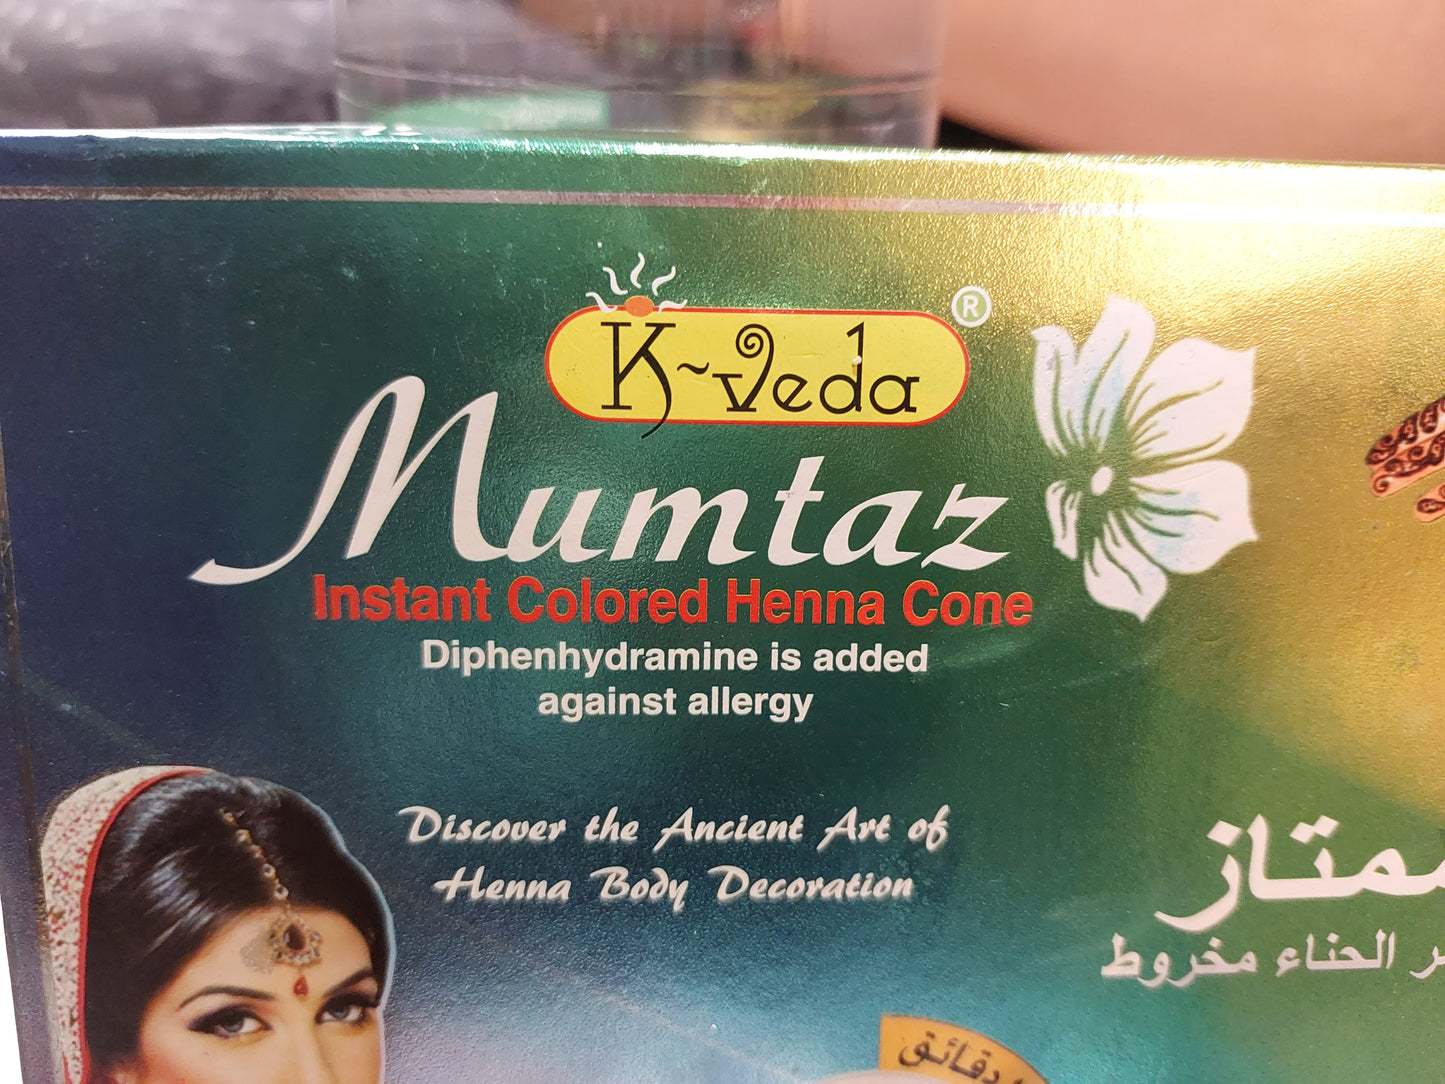 K~Veda ®
Mumtaz
Instant Colored Henna Cone
Diphenhydramine is added
against allergy
Discover the Ancient Art of
Henna Body Decoration
ممتاز
الحناء مخروط
دقائق